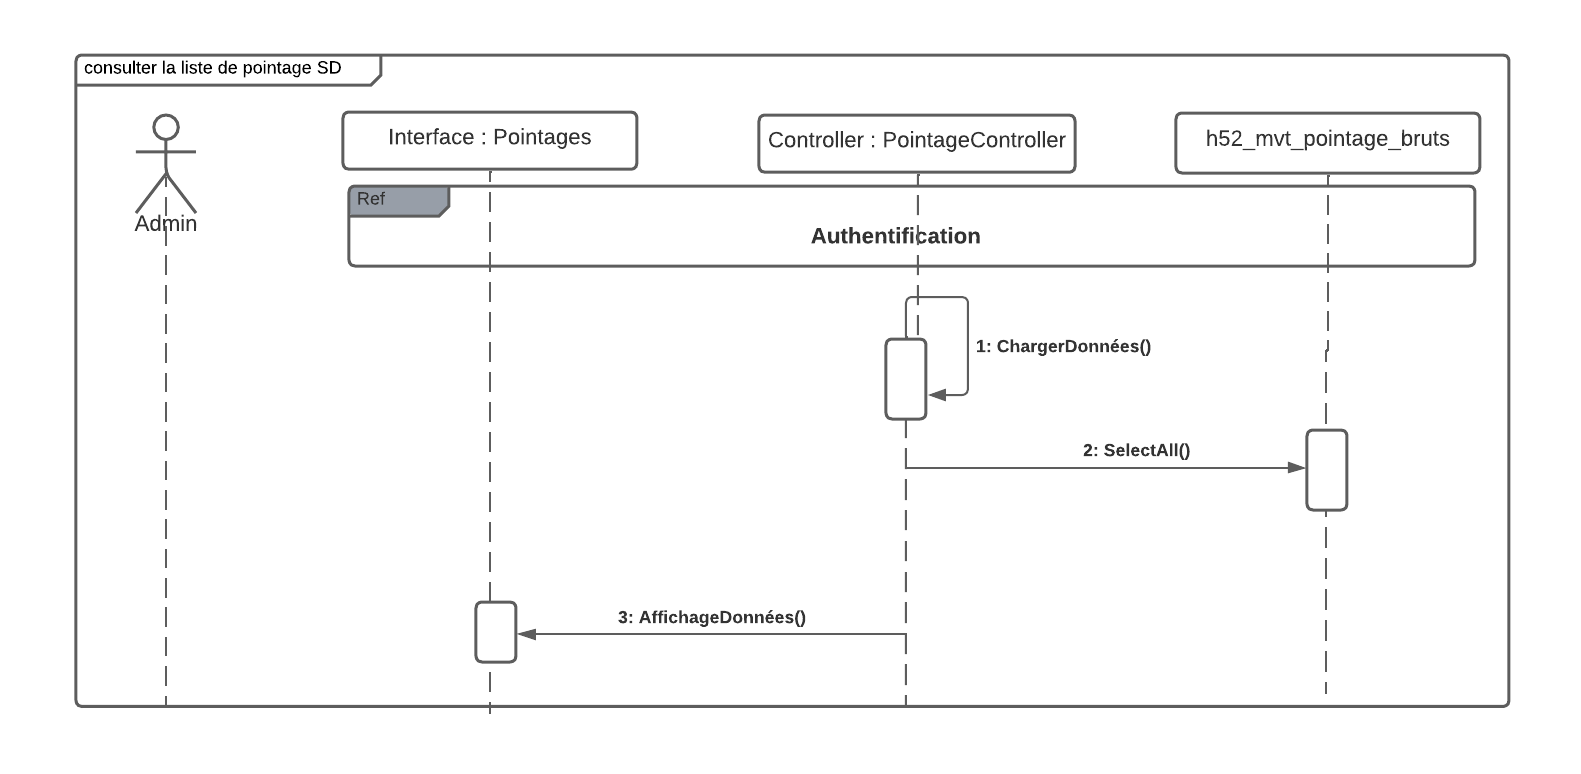 consulter la liste de pointage SD
Admin
Interface : Pointages
Controller : PointageController
h52_mvt_pointage_bruts
Ref
Authentification
1: ChargerDonnées()
2: SelectAll()
3: AffichageDonnées()